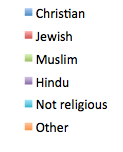 Christian
Jewish
Muslim
Hindu
Not religious
Other